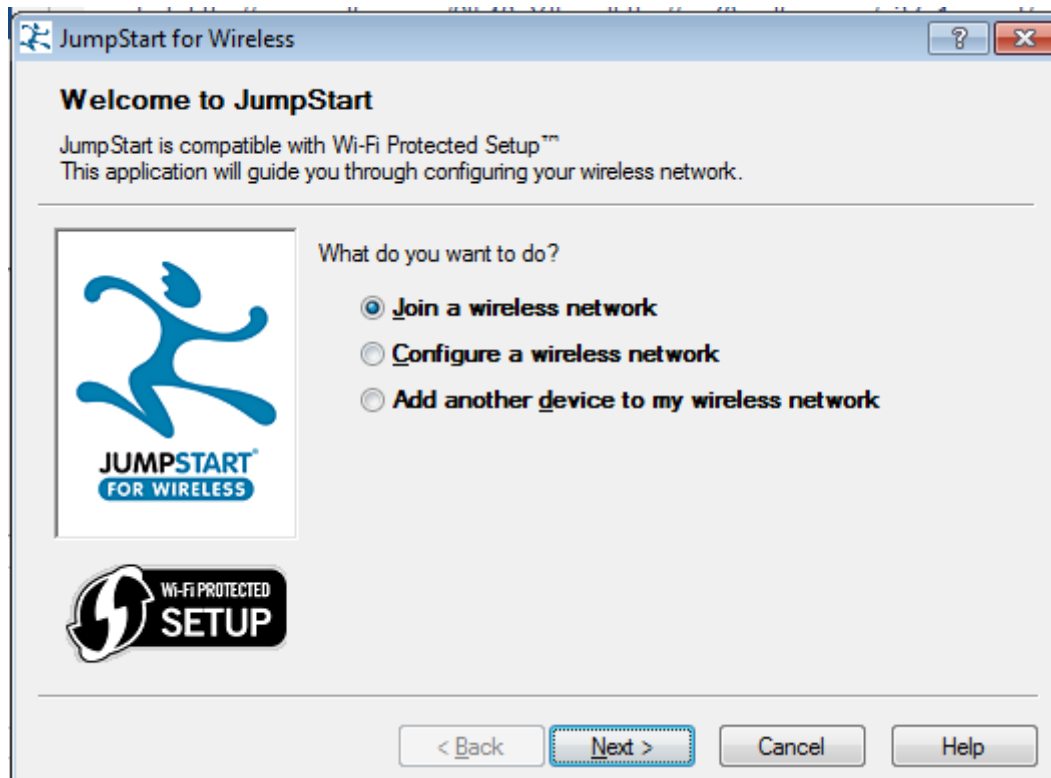 JumpStart for Wireless
Welcome to JumpStart
JumpStart is compatible with Wi-Fi Protected Setup™
This application will guide you through configuring your wireless network.
What do you want to do?
Join a wireless network
Configure a wireless network
Add another device to my wireless network
JUMPSTART®
FOR WIRELESS
Wi-Fi PROTECTED
SETUP
< Back
Next >
Cancel
Help